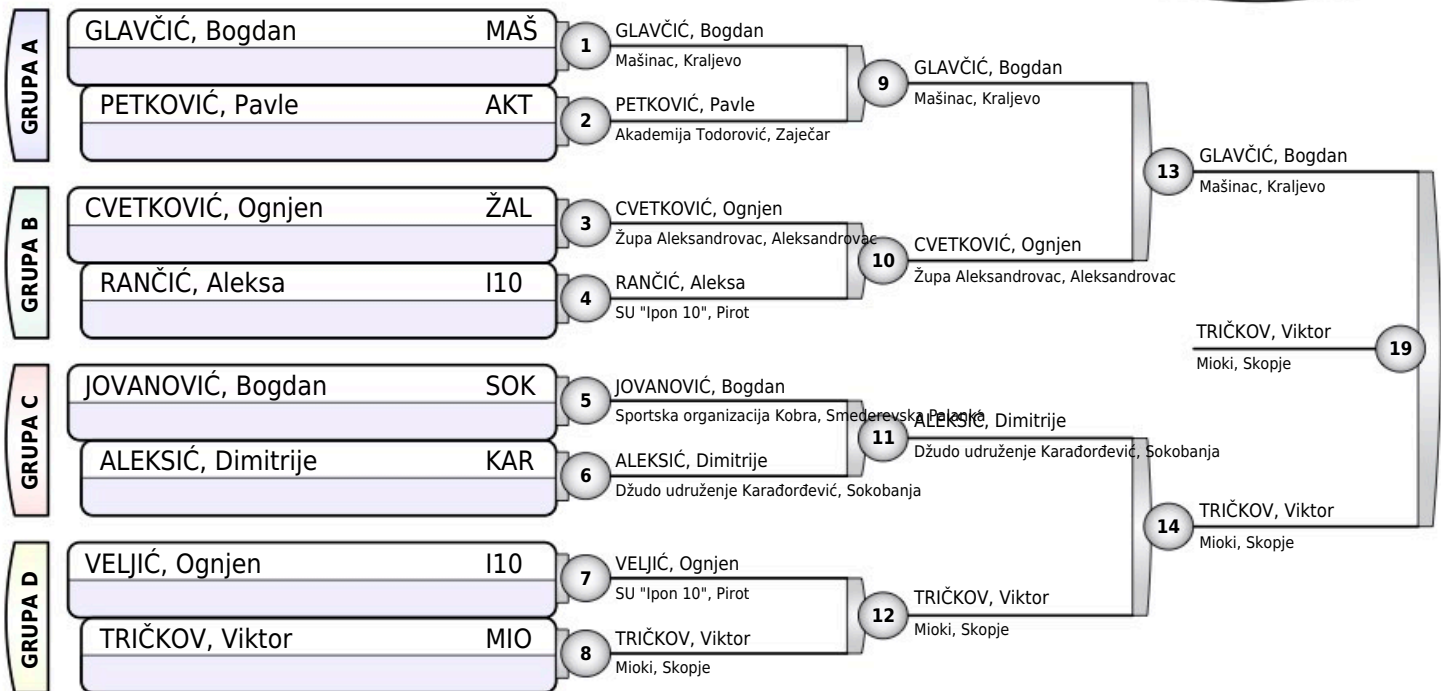 GRUPA A
GLAVČIĆ, Bogdan MAŠ
PETKOVIĆ, Pavle AKT
GRUPA B
CVETKOVIĆ, Ognjen ŽAL
RANČIĆ, Aleksa I10
GRUPA C
JOVANOVIĆ, Bogdan SOK
ALEKSIĆ, Dimitrije KAR
GRUPA D
VELJIĆ, Ognjen I10
TRIČKOV, Viktor MIO
1 GLAVČIĆ, Bogdan
Mašinac, Kraljevo
2 PETKOVIĆ, Pavle
Akademija Todorović, Zaječar
3 CVETKOVIĆ, Ognjen
Župa Aleksandrovac, Aleksandrovac
4 RANČIĆ, Aleksa
SU "Ipon 10", Pirot
5 JOVANOVIĆ, Bogdan
Sportska organizacija Kobra, Smederevska Palanka
6 ALEKSIĆ, Dimitrije
Džudo udruženje Karađorđević, Sokobanja
7 VELJIĆ, Ognjen
SU "Ipon 10", Pirot
8 TRIČKOV, Viktor
Mioki, Skopje
9 GLAVČIĆ, Bogdan
Mašinac, Kraljevo
10 CVETKOVIĆ, Ognjen
Župa Aleksandrovac, Aleksandrovac
11 ALEKSIĆ, Dimitrije
Džudo udruženje Karađorđević, Sokobanja
12 TRIČKOV, Viktor
Mioki, Skopje
13 GLAVČIĆ, Bogdan
Mašinac, Kraljevo
14 TRIČKOV, Viktor
Mioki, Skopje
TRIČKOV, Viktor 19
Mioki, Skopje